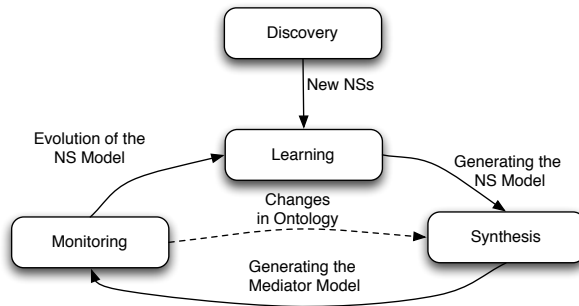 Discovery
New NSs
Evolution of the
NS Model
Learning
Generating the
NS Model
Changes
in Ontology
Monitoring
Synthesis
Generating the
Mediator Model